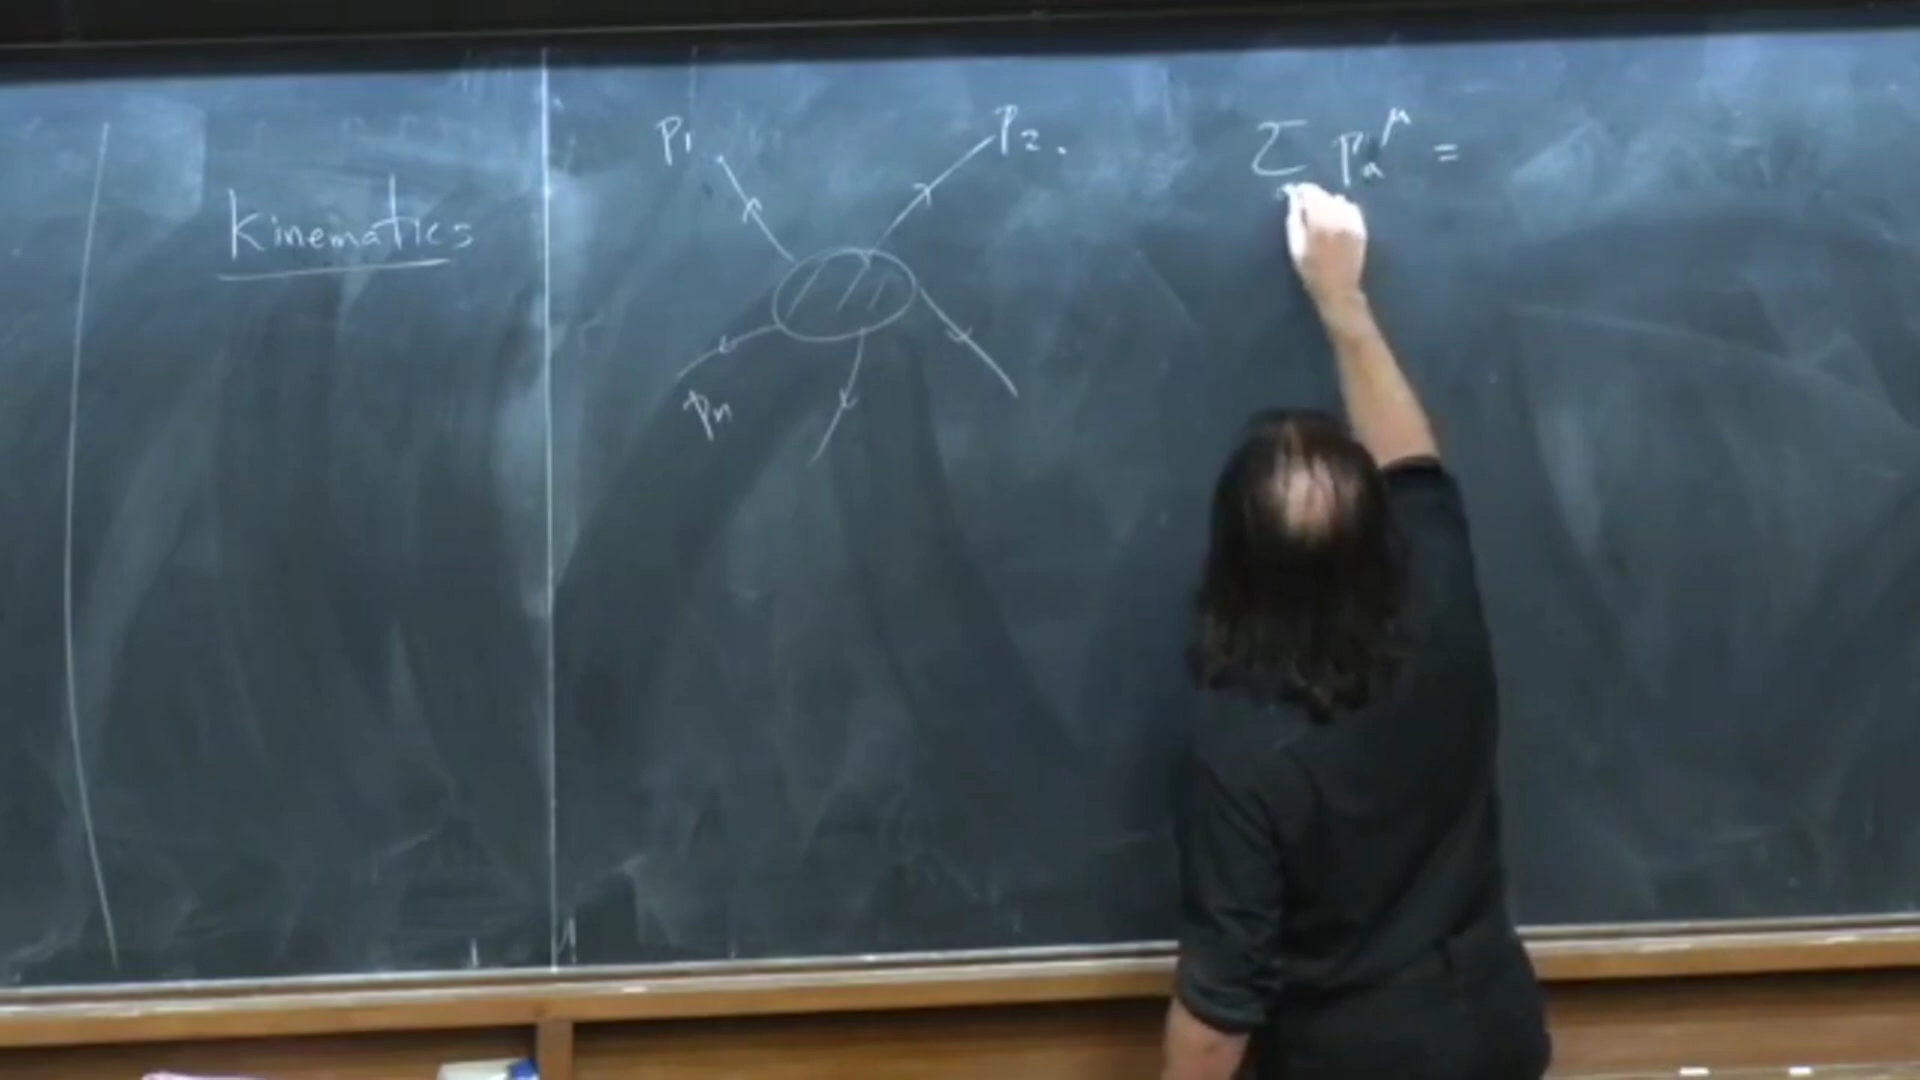 Kinematics
p₁
p₂.
pₙ
Σ pₐ^μ =